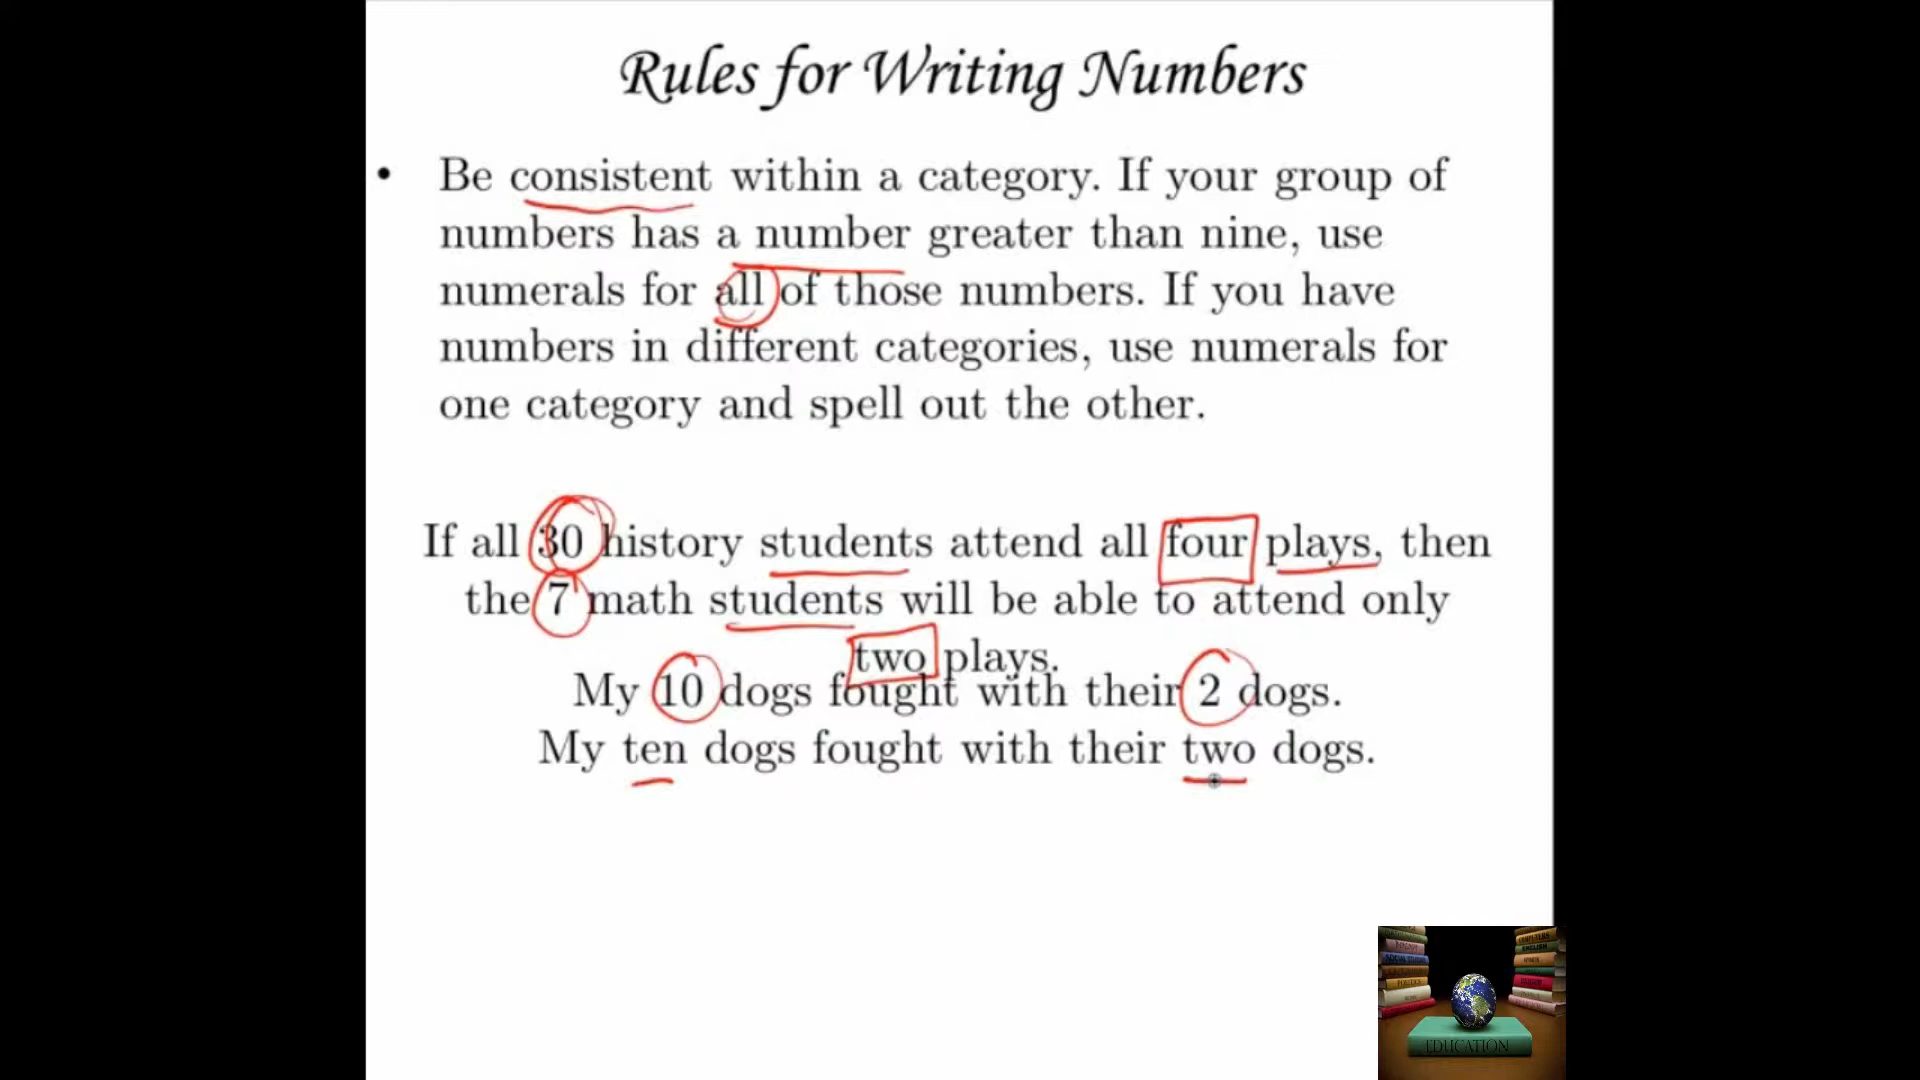 Rules for Writing Numbers
• Be consistent within a category. If your group of
numbers has a number greater than nine, use
numerals for all of those numbers. If you have
numbers in different categories, use numerals for
one category and spell out the other.
If all 30 history students attend all four plays, then
the 7 math students will be able to attend only
two plays.
My 10 dogs fought with their 2 dogs.
My ten dogs fought with their two dogs.
EDUCATION